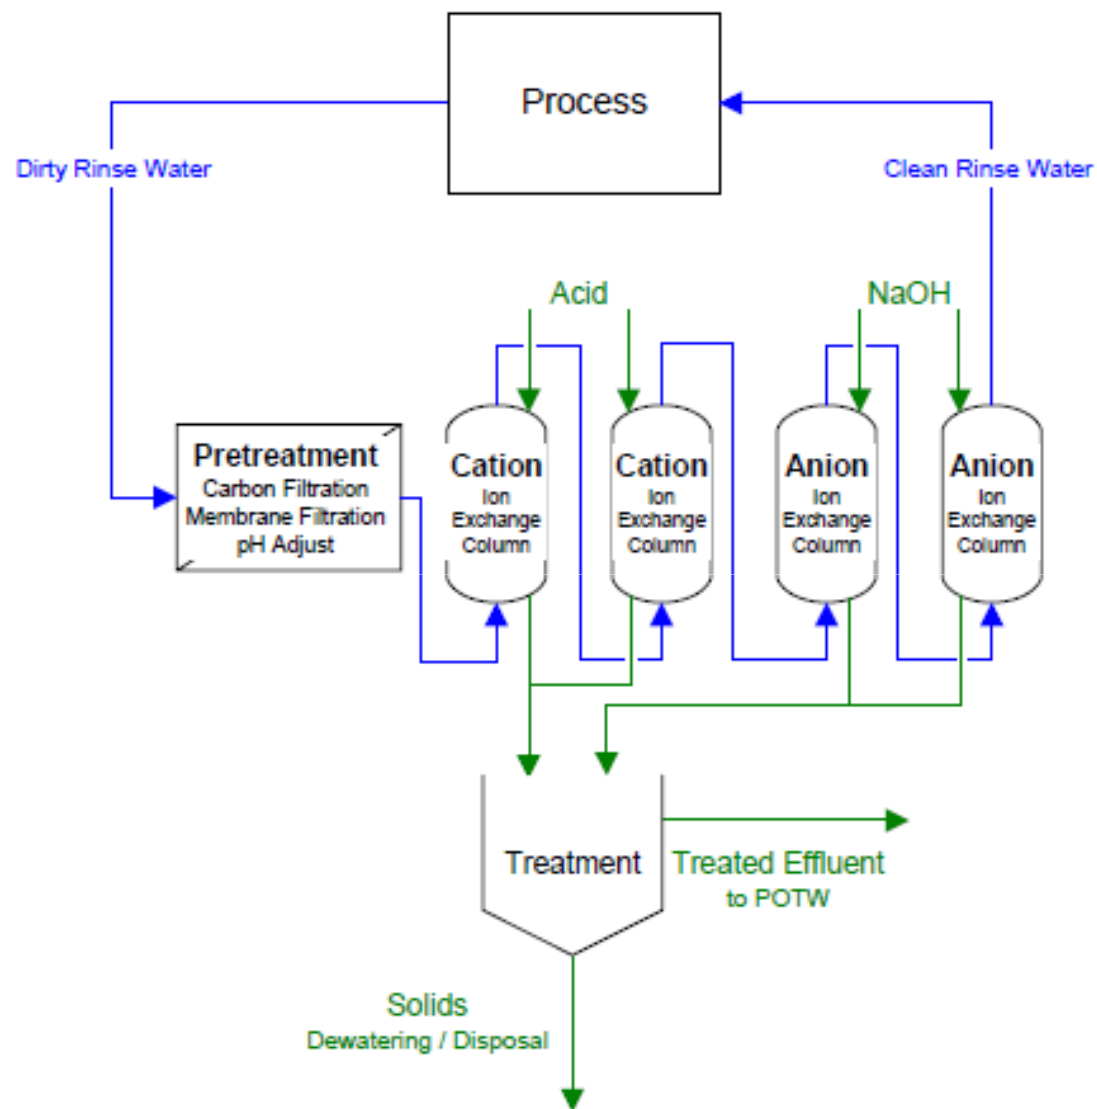 Process
Dirty Rinse Water
Clean Rinse Water
Acid
NaOH
Pretreatment
Carbon Filtration
Membrane Filtration
pH Adjust
Cation
Ion
Exchange
Column
Cation
Ion
Exchange
Column
Anion
Ion
Exchange
Column
Anion
Ion
Exchange
Column
Treatment
Treated Effluent
to POTW
Solids
Dewatering / Disposal